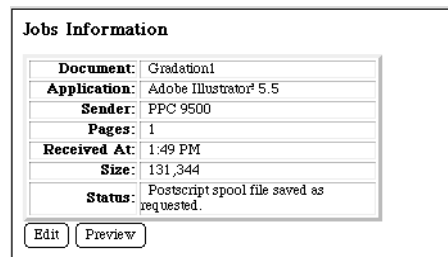 Jobs Information
Document: Gradation1
Application: Adobe Illustrator³ 5.5
Sender: PPC 9500
Pages: 1
Received At: 1:49 PM
Size: 131,344
Status: Postscript spool file saved as
requested.
Edit Preview